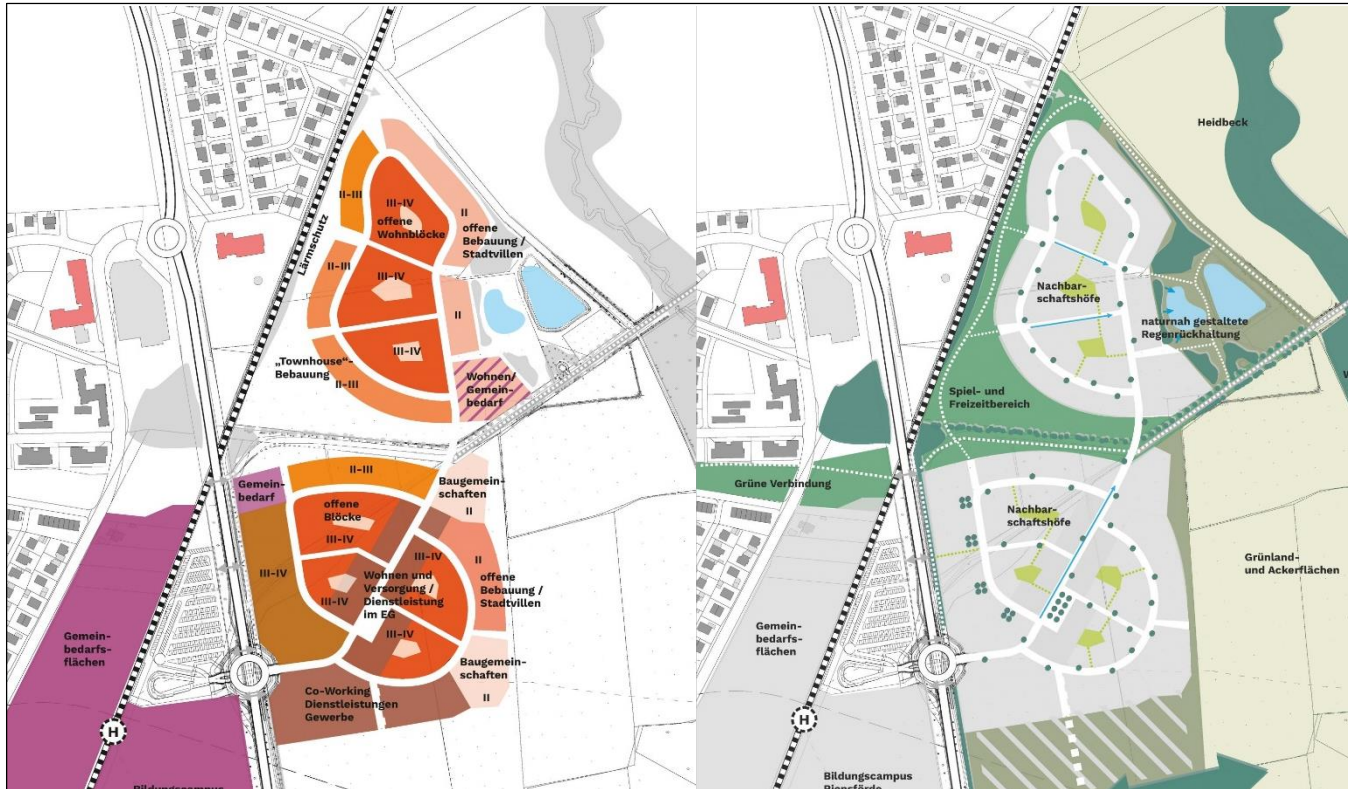 II-III
III-IV
offene
Wohnblöcke
II
offene
Bebauung /
Stadtvillen
Lärmschutz
II-III
III-IV
II
III-IV
„Townhouse“-
Bebauung
II-III
Wohnen/
Gemein-
bedarf
Gemein-
bedarf
II-III
Baugemein-
schaften
II
offene
Blöcke
III-IV
III-IV
III-IV
II
offene
Bebauung /
Stadtvillen
Wohnen und
Versorgung /
Dienstleistung
im EG
III-IV
III-IV
Baugemein-
schaften
II
Gemein-
bedarfs-
flächen
Co-Working
Dienstleistungen
Gewerbe
H
Bildungscampus
Heidbeck
Nachbar-
schaftshöfe
naturnah gestaltete
Regenrückhaltung
Spiel- und
Freizeitbereich
W
Grüne Verbindung
Nachbar-
schaftshöfe
Grünland-
und Ackerflächen
Gemein-
bedarfs-
flächen
H
Bildungscampus
Riensförde